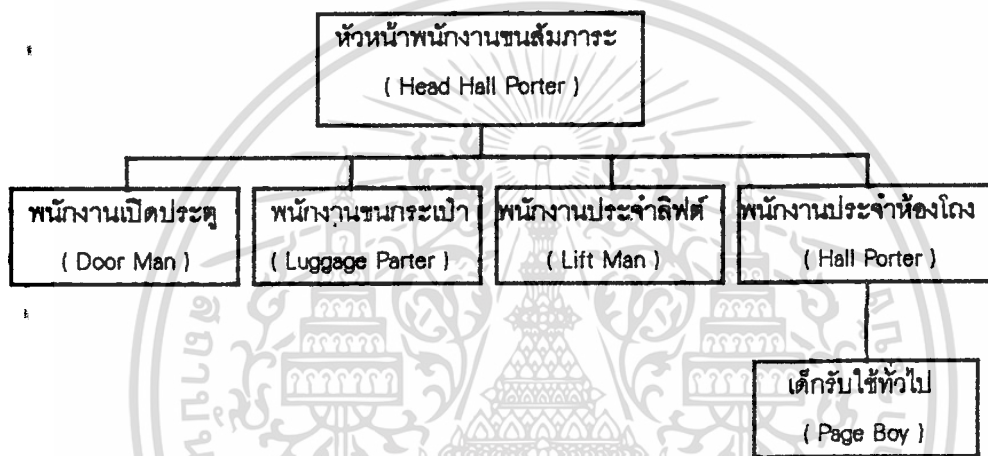 หัวหน้าพนักงานขนสัมภาระ
( Head Hall Porter )
พนักงานเปิดประตู
( Door Man )
พนักงานขนกระเป๋า
( Luggage Parter )
พนักงานประจำลิฟต์
( Lift Man )
พนักงานประจำห้องโถง
( Hall Porter )
เด็กรับใช้ทั่วไป
( Page Boy )